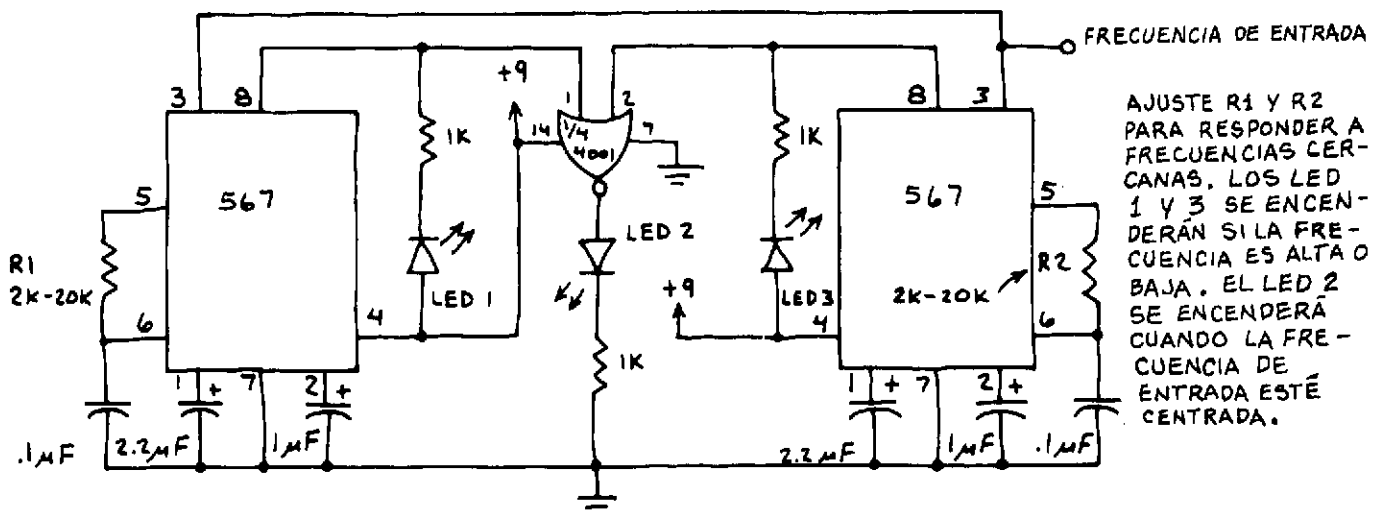 FRECUENCIA DE ENTRADA
AJUSTE R1 Y R2
PARA RESPONDER A
FRECUENCIAS CER-
CANAS. LOS LED
1 Y 3 SE ENCEN-
DERÁN SI LA FRE-
CUENCIA ES ALTA O
BAJA. EL LED 2
SE ENCENDERÁ
CUANDO LA FRE-
CUENCIA DE
ENTRADA ESTÉ
CENTRADA.
3 8
567
5
R1
2K-20K
6
4
1 + 7 2 +
.1µF 2.2µF 1µF
1K
LED 1
+9
1 2
14 1/4 4001 7
LED 2
1K
1K
LED3
+9
8 3
567
5
2K-20K R2
4 6
1 + 7 2 +
2.2µF 1µF .1µF